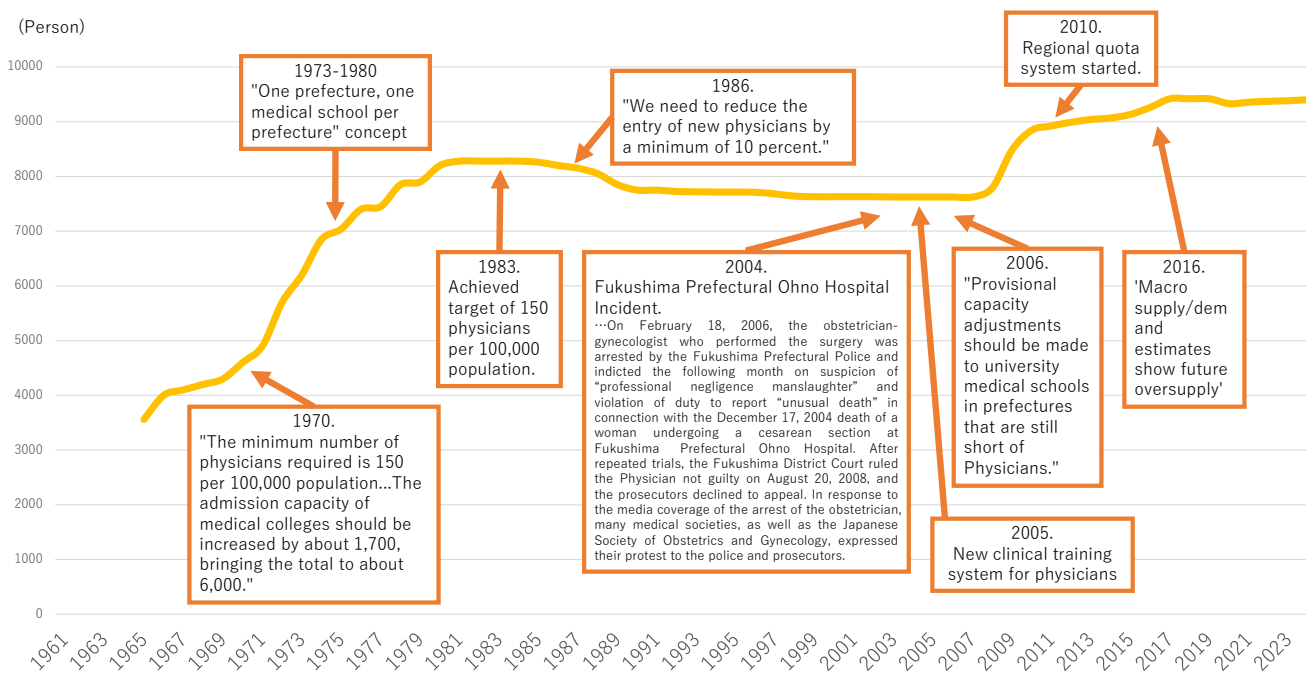 (Person)
10000
9000
8000
7000
6000
5000
4000
3000
2000
1000
0
1973-1980
"One prefecture, one
medical school per
prefecture" concept
1986.
"We need to reduce the
entry of new physicians by
a minimum of 10 percent."
2010.
Regional quota
system started.
1983.
Achieved
target of 150
physicians
per 100,000
population.
2004.
Fukushima Prefectural Ohno Hospital
Incident.
…On February 18, 2006, the obstetrician-
gynecologist who performed the surgery was
arrested by the Fukushima Prefectural Police and
indicted the following month on suspicion of
“professional negligence manslaughter” and
violation of duty to report “unusual death” in
connection with the December 17, 2004 death of a
woman undergoing a cesarean section at
Fukushima Prefectural Ohno Hospital. After
repeated trials, the Fukushima District Court ruled
the Physician not guilty on August 20, 2008, and
the prosecutors declined to appeal. In response to
the media coverage of the arrest of the obstetrician,
many medical societies, as well as the Japanese
Society of Obstetrics and Gynecology, expressed
their protest to the police and prosecutors.
2006.
"Provisional
capacity
adjustments
should be made
to university
medical schools
in prefectures
that are still
short of
Physicians."
2016.
'Macro
supply/dem
and
estimates
show future
oversupply'
1970.
"The minimum number of
physicians required is 150
per 100,000 population...The
admission capacity of
medical colleges should be
increased by about 1,700,
bringing the total to about
6,000."
2005.
New clinical training
system for physicians
1961
1963
1965
1967
1969
1971
1973
1975
1977
1979
1981
1983
1985
1987
1989
1991
1993
1995
1997
1999
2001
2003
2005
2007
2009
2011
2013
2015
2017
2019
2021
2023